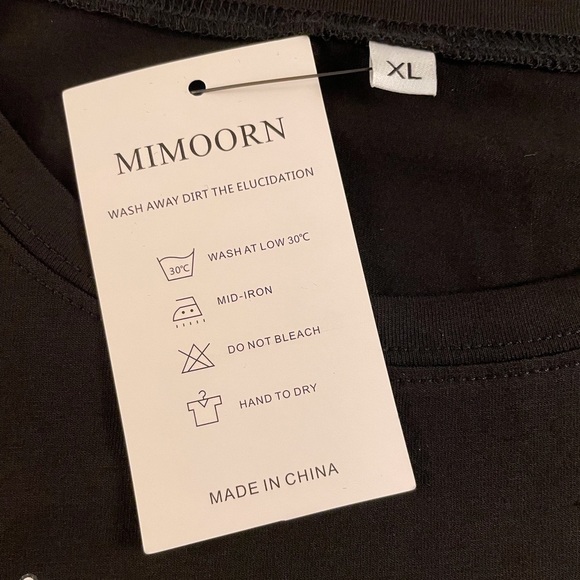 XL
MIMOORN
WASH AWAY DIRT THE ELUCIDATION
30℃
WASH AT LOW 30℃
MID-IRON
DO NOT BLEACH
HAND TO DRY
MADE IN CHINA